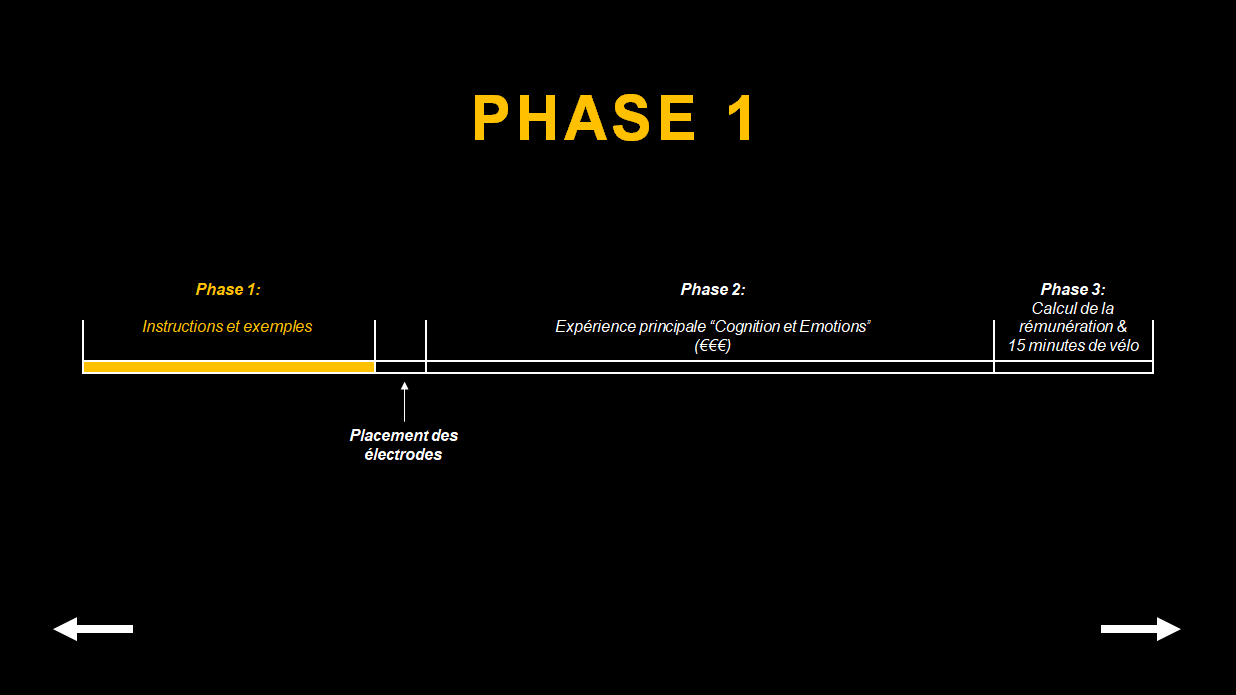 PHASE 1
Phase 1:
Instructions et exemples
Phase 2:
Expérience principale “Cognition et Emotions”
(€€€)
Phase 3:
Calcul de la
rémunération &
15 minutes de vélo
Placement des
électrodes